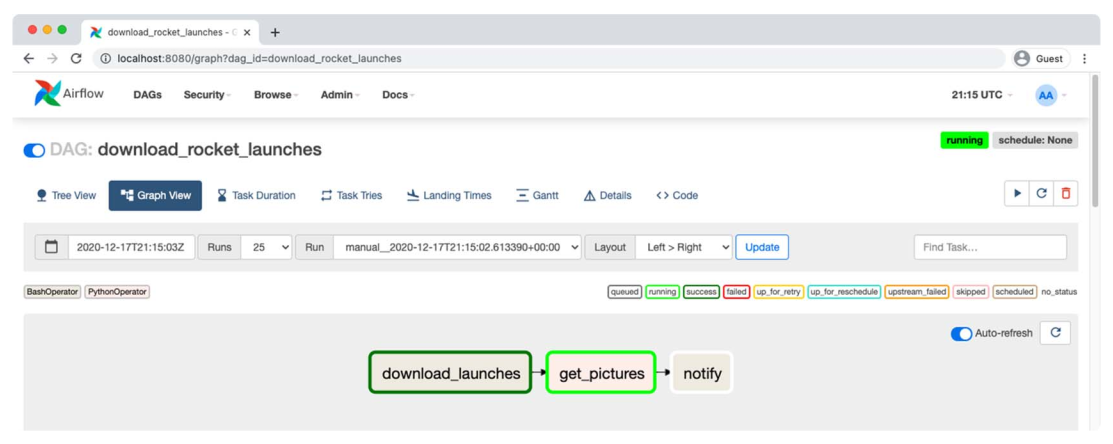 download_rocket_launches - C
localhost:8080/graph?dag_id=download_rocket_launches
Guest
Airflow DAGs Security Browse Admin Docs 21:15 UTC AA
DAG: download_rocket_launches running schedule: None
Tree View Graph View Task Duration Task Tries Landing Times Gantt Details <> Code
2020-12-17T21:15:03Z Runs 25 Run manual__2020-12-17T21:15:02.613390+00:00 Layout Left > Right Update Find Task...
BashOperator PythonOperator queued running success failed up_for_retry up_for_reschedule upstream_failed skipped scheduled no_status
Auto-refresh
download_launches get_pictures notify